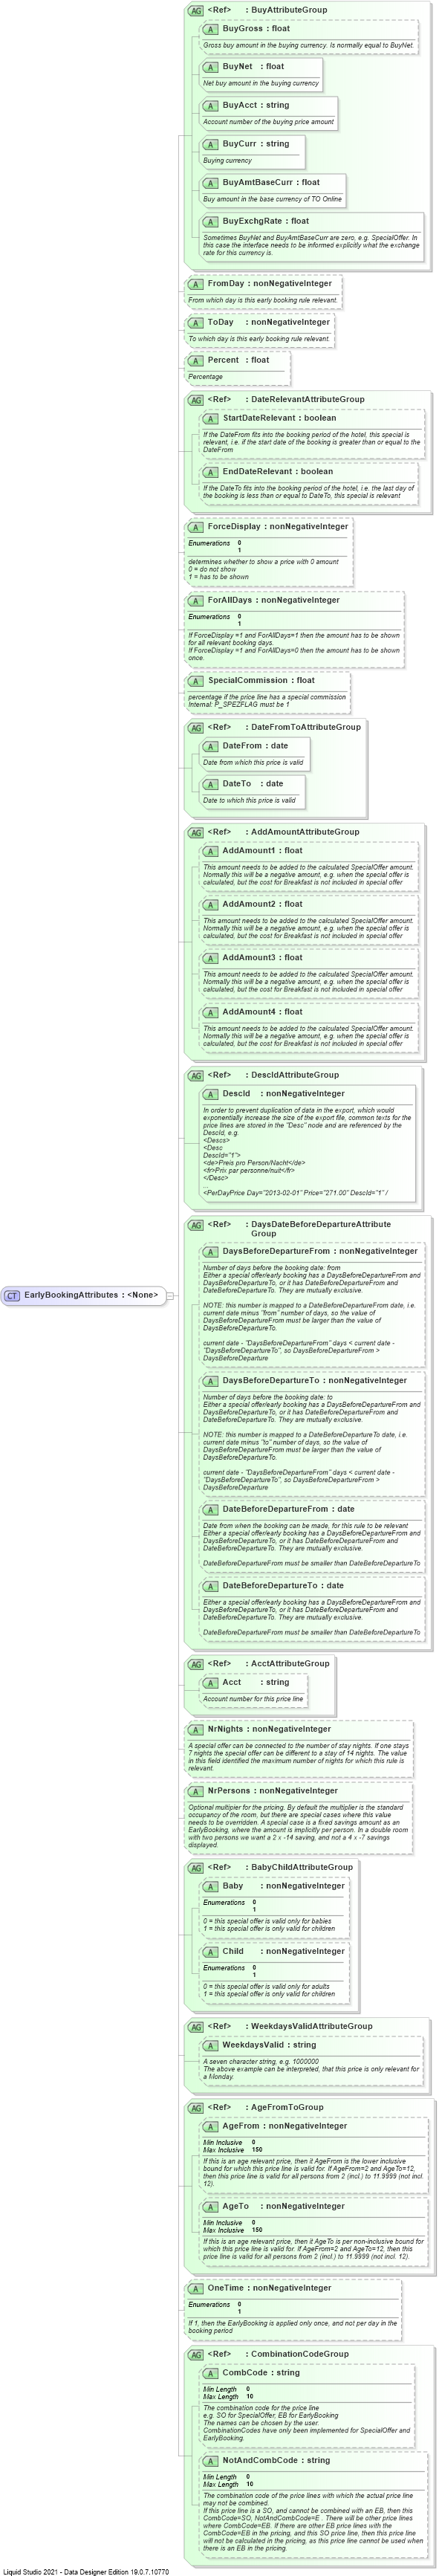 AG <Ref> : BuyAttributeGroup
A BuyGross : float
Gross buy amount in the buying currency. Is normally equal to BuyNet.
A BuyNet : float
Net buy amount in the buying currency
A BuyAcct : string
Account number of the buying price amount
A BuyCurr : string
Buying currency
A BuyAmtBaseCurr : float
Buy amount in the base currency of TO Online
A BuyExchgRate : float
Sometimes BuyNet and BuyAmtBaseCurr are zero, e.g. SpecialOffer. In
this case the interface needs to be informed explicitly what the exchange
rate for this currency is.
A FromDay : nonNegativeInteger
From which day is this early booking rule relevant.
A ToDay : nonNegativeInteger
To which day is this early booking rule relevant.
A Percent : float
Percentage
AG <Ref> : DateRelevantAttributeGroup
A StartDateRelevant : boolean
If the DateFrom fits into the booking period of the hotel, this special is
relevant, i.e. if the start date of the booking is greater than or equal to the
DateFrom
A EndDateRelevant : boolean
If the DateTo fits into the booking period of the hotel, i.e. the last day of
the booking is less than or equal to DateTo, this special is relevant
A ForceDisplay : nonNegativeInteger
Enumerations 0
1
determines whether to show a price with 0 amount
0 = do not show
1 = has to be shown
A ForAllDays : nonNegativeInteger
Enumerations 0
1
If ForceDisplay =1 and ForAllDays=1 then the amount has to be shown
for all relevant booking days.
If ForceDisplay =1 and ForAllDays=0 then the amount has to be shown
once.
A SpecialCommission : float
percentage if the price line has a special commission
Internal: P_SPEZFLAG must be 1
AG <Ref> : DateFromToAttributeGroup
A DateFrom : date
Date from which this price is valid
A DateTo : date
Date to which this price is valid
AG <Ref> : AddAmountAttributeGroup
A AddAmount1 : float
This amount needs to be added to the calculated SpecialOffer amount.
Normally this will be a negative amount, e.g. when the special offer is
calculated, but the cost for Breakfast is not included in special offer
A AddAmount2 : float
This amount needs to be added to the calculated SpecialOffer amount.
Normally this will be a negative amount, e.g. when the special offer is
calculated, but the cost for Breakfast is not included in special offer
A AddAmount3 : float
This amount needs to be added to the calculated SpecialOffer amount.
Normally this will be a negative amount, e.g. when the special offer is
calculated, but the cost for Breakfast is not included in special offer
A AddAmount4 : float
This amount needs to be added to the calculated SpecialOffer amount.
Normally this will be a negative amount, e.g. when the special offer is
calculated, but the cost for Breakfast is not included in special offer
AG <Ref> : DescIdAttributeGroup
A DescId : nonNegativeInteger
In order to prevent duplication of data in the export, which would
exponentially increase the size of the export file, common texts for the
price lines are stored in the "Desc" node and are referenced by the
DescId, e.g.
<Descs>
<Desc
DescId="1">
<de>Preis pro Person/Nacht</de>
<fr>Prix par personne/nuit</fr>
</Desc>
...
<PerDayPrice Day="2013-02-01" Price="271.00" DescId="1" /
AG <Ref> : DaysDateBeforeDepartureAttribute
Group
A DaysBeforeDepartureFrom : nonNegativeInteger
Number of days before the booking date: from
Either a special offer/early booking has a DaysBeforeDepartureFrom and
DaysBeforeDepartureTo, or it has DateBeforeDepartureFrom and
DateBeforeDepartureTo. They are mutually exclusive.
NOTE: this number is mapped to a DateBeforeDepartureFrom date, i.e.
current date minus "from" number of days, so the value of
DaysBeforeDepartureFrom must be larger than the value of
DaysBeforeDepartureTo.
current date - "DaysBeforeDepartureFrom" days < current date -
"DaysBeforeDepartureTo", so DaysBeforeDepartureFrom >
DaysBeforeDeparture
A DaysBeforeDepartureTo : nonNegativeInteger
Number of days before the booking date: to
Either a special offer/early booking has a DaysBeforeDepartureFrom and
DaysBeforeDepartureTo, or it has DateBeforeDepartureFrom and
DateBeforeDepartureTo. They are mutually exclusive.
NOTE: this number is mapped to a DateBeforeDepartureTo date, i.e.
current date minus "to" number of days, so the value of
DaysBeforeDepartureFrom must be larger than the value of
DaysBeforeDepartureTo.
current date - "DaysBeforeDepartureFrom" days < current date -
"DaysBeforeDepartureTo", so DaysBeforeDepartureFrom >
DaysBeforeDeparture
A DateBeforeDepartureFrom : date
Date from when the booking can be made, for this rule to be relevant
Either a special offer/early booking has a DaysBeforeDepartureFrom and
DaysBeforeDepartureTo, or it has DateBeforeDepartureFrom and
DateBeforeDepartureTo. They are mutually exclusive.
DateBeforeDepartureFrom must be smaller than DateBeforeDepartureTo
A DateBeforeDepartureTo : date
Either a special offer/early booking has a DaysBeforeDepartureFrom and
DaysBeforeDepartureTo, or it has DateBeforeDepartureFrom and
DateBeforeDepartureTo. They are mutually exclusive.
DateBeforeDepartureFrom must be smaller than DateBeforeDepartureTo
CT EarlyBookingAttributes : <None>
AG <Ref> : AcctAttributeGroup
A Acct : string
Account number for this price line
A NrNights : nonNegativeInteger
A special offer can be connected to the number of stay nights. If one stays
7 nights the special offer can be different to a stay of 14 nights. The value
in this field identified the maximum number of nights for which this rule is
relevant.
A NrPersons : nonNegativeInteger
Optional multipier for the pricing. By default the multiplier is the standard
occupancy of the room, but there are special cases where this value
needs to be overriden. A special case is a fixed savings amount as an
EarlyBooking, where the amount is implicitly per person. In a double room
with two persons we want a 2 x -14 saving, and not a 4 x -7 savings
displayed.
AG <Ref> : BabyChildAttributeGroup
A Baby : nonNegativeInteger
Enumerations 0
1
0 = this special offer is valid only for babies
1 = this special offer is only valid for children
A Child : nonNegativeInteger
Enumerations 0
1
0 = this special offer is valid only for adults
1 = this special offer is only valid for children
AG <Ref> : WeekdaysValidAttributeGroup
A WeekdaysValid : string
A seven character string, e.g. 1000000
The above example can be interpreted, that this price is only relevant for
a Monday.
AG <Ref> : AgeFromToGroup
A AgeFrom : nonNegativeInteger
Min Inclusive 0
Max Inclusive 150
If this is an age relevant price, then it AgeFrom is the lower inclusive
bound for which this price line is valid for. If AgeFrom=2 and AgeTo=12,
then this price line is valid for all persons from 2 (incl.) to 11.9999 (not incl.
12).
A AgeTo : nonNegativeInteger
Min Inclusive 0
Max Inclusive 150
If this is an age relevant price, then it AgeTo is per non-inclusive bound for
which this price line is valid for. If AgeFrom=2 and AgeTo=12, then this
price line is valid for all persons from 2 (incl.) to 11.9999 (not incl. 12).
A OneTime : nonNegativeInteger
Enumerations 0
1
If 1, then the EarlyBooking is applied only once, and not per day in the
booking period
AG <Ref> : CombinationCodeGroup
A CombCode : string
Min Length 0
Max Length 10
The combination code for the price line
e.g. SO for SpecialOffer, EB for EarlyBooking
The names can be chosen by the user.
CombinationCodes have only been implemented for SpecialOffer and
EarlyBooking.
A NotAndCombCode : string
Min Length 0
Max Length 10
The combination code of the price lines with which the actual price line
may not be combined.
If this price line is a SO, and cannot be combined with an EB, then this
CombCode=SO, NotAndCombCode=E . There will be other price lines
where CombCode=EB. If there are other EB price lines with the
CombCode=EB in the pricing, and this SO price line, then this price line
will not be calculated in the pricing, as this price line cannot be used when
there is an EB in the pricing.
Liquid Studio 2021 - Data Designer Edition 19.0.7.10770